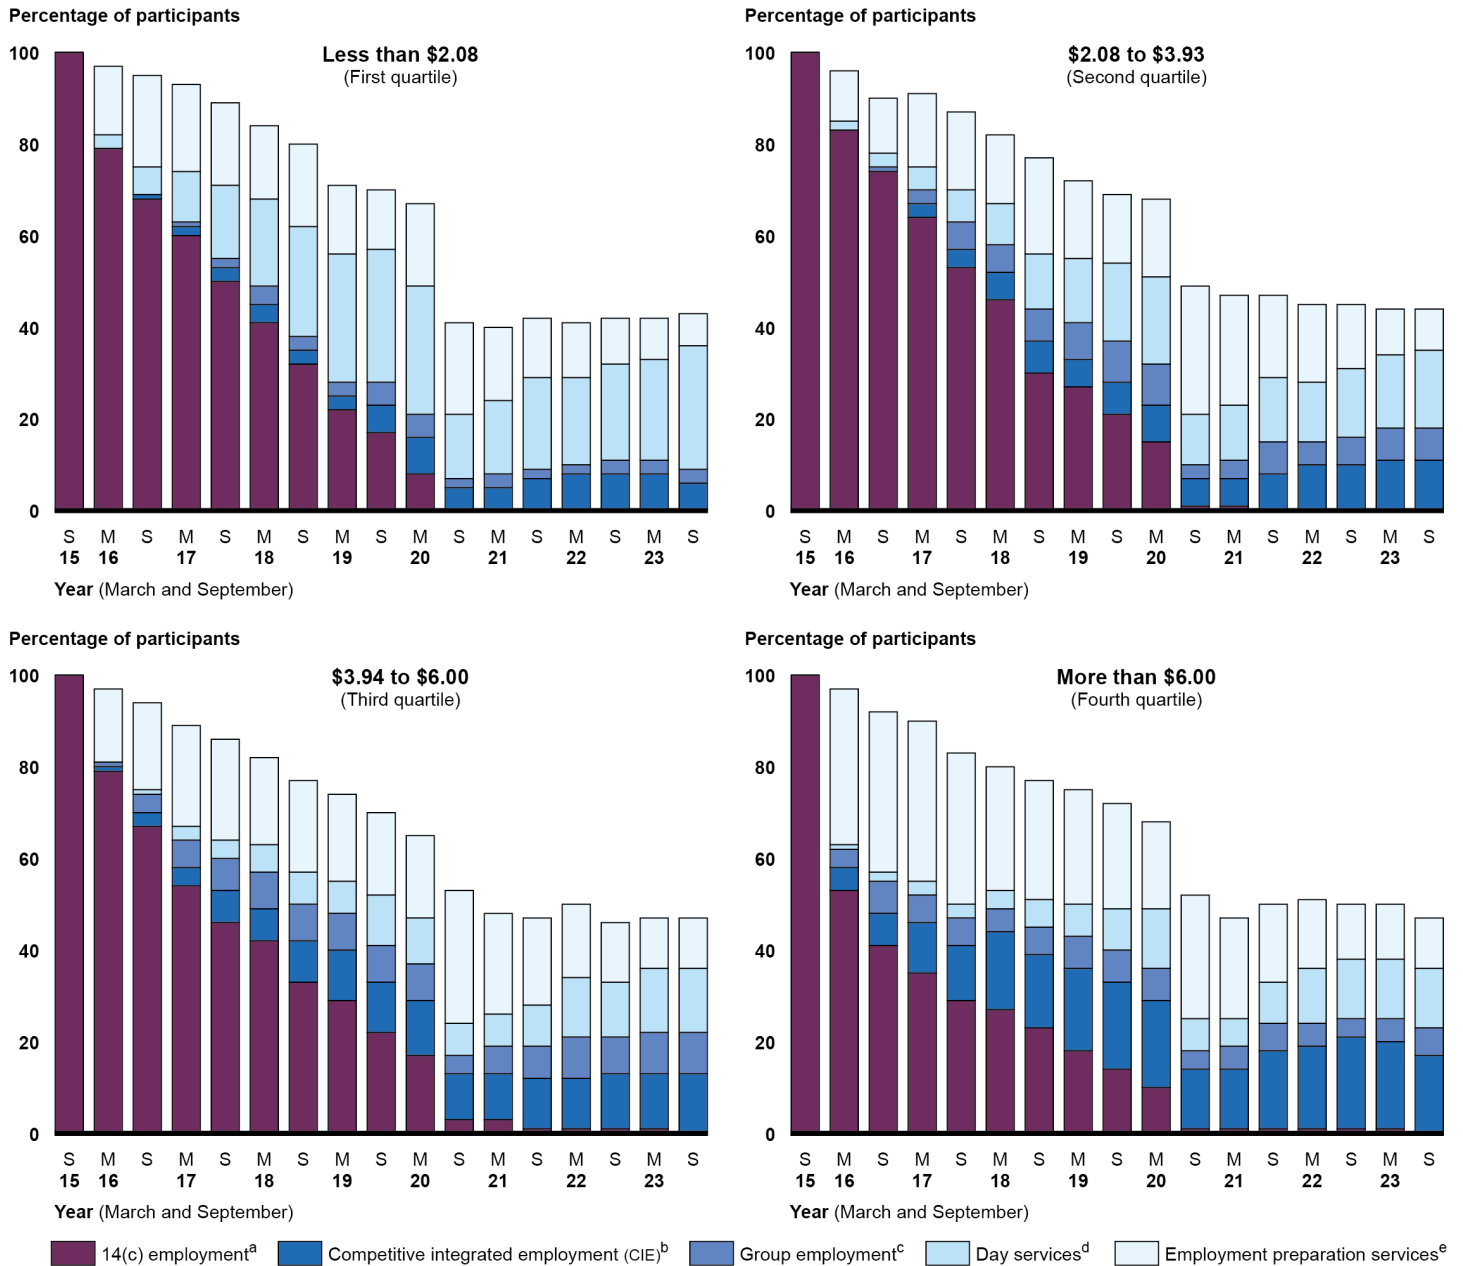 Percentage of participants
Less than $2.08
(First quartile)
100
80
60
40
20
0
S M S M S M S M S M S M S M S M S
15 16 17 18 19 20 21 22 23
Year (March and September)
Percentage of participants
$2.08 to $3.93
(Second quartile)
100
80
60
40
20
0
S M S M S M S M S M S M S M S M S
15 16 17 18 19 20 21 22 23
Year (March and September)
Percentage of participants
$3.94 to $6.00
(Third quartile)
100
80
60
40
20
0
S M S M S M S M S M S M S M S M S
15 16 17 18 19 20 21 22 23
Year (March and September)
Percentage of participants
More than $6.00
(Fourth quartile)
100
80
60
40
20
0
S M S M S M S M S M S M S M S M S
15 16 17 18 19 20 21 22 23
Year (March and September)
14(c) employmentᵃ Competitive integrated employment (CIE)ᵇ Group employmentᶜ Day servicesᵈ Employment preparation servicesᵉ